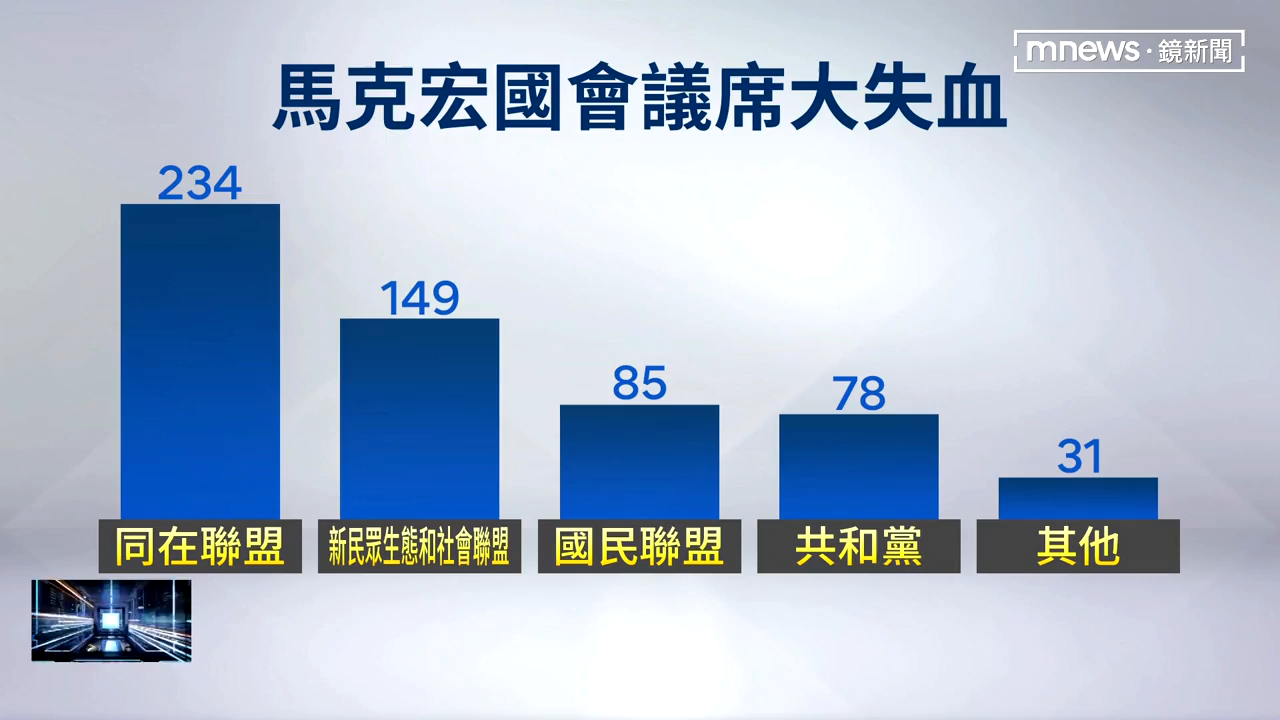 mnews·鏡新聞
馬克宏國會議席大失血
234
149
85
78
31
同在聯盟
新民眾生態和社會聯盟
國民聯盟
共和黨
其他